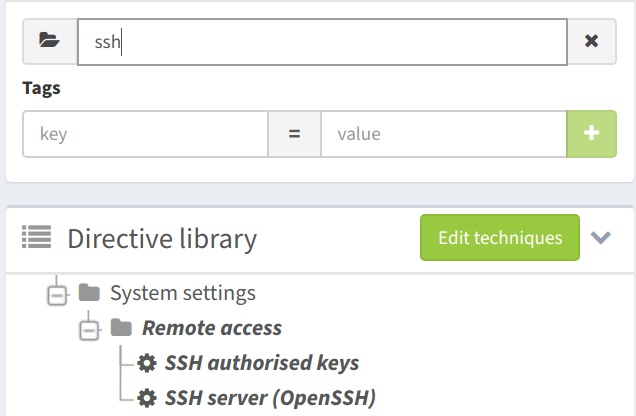 ssh
Tags
key = value
Directive library Edit techniques
System settings
Remote access
SSH authorised keys
SSH server (OpenSSH)